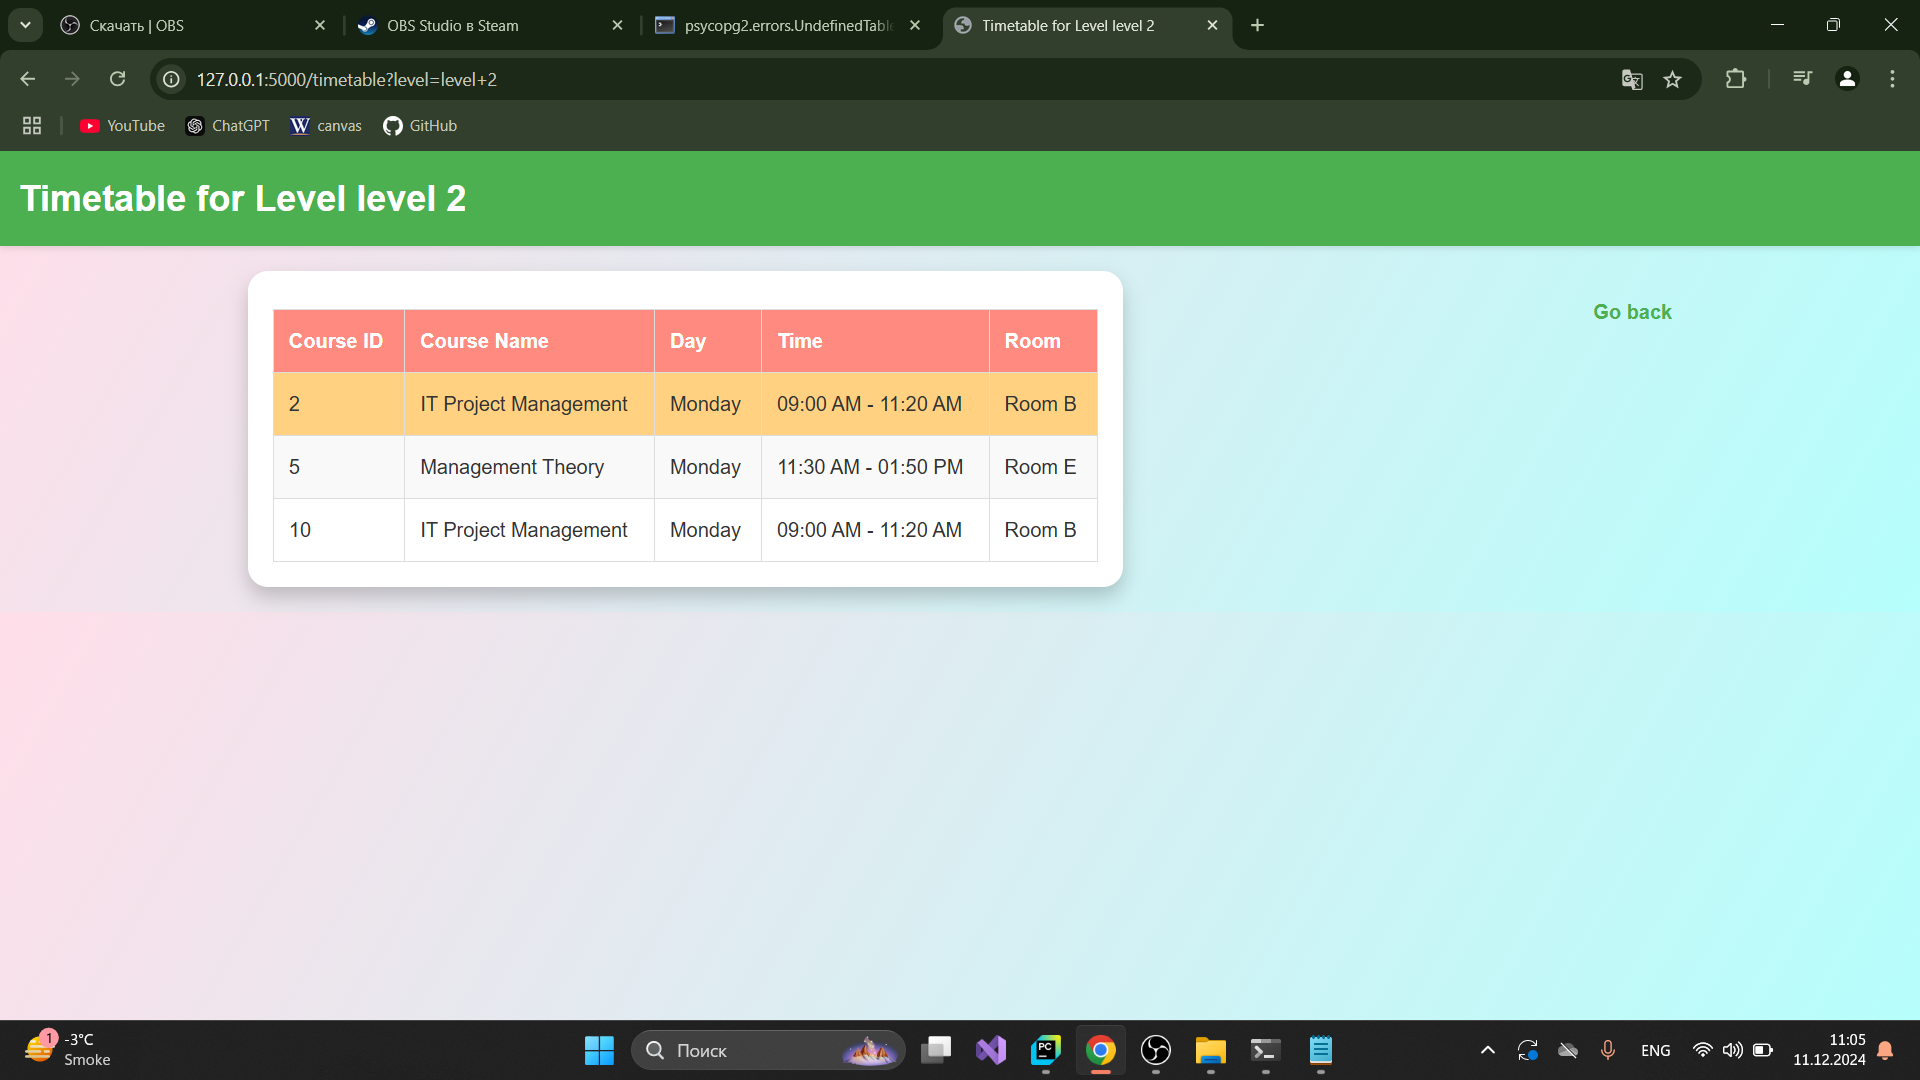 Скачать | OBS
OBS Studio в Steam
psycopg2.errors.UndefinedTable
Timetable for Level level 2
127.0.0.1:5000/timetable?level=level+2
YouTube
ChatGPT
W canvas
GitHub
Timetable for Level level 2
Go back
Course ID Course Name Day Time Room
2 IT Project Management Monday 09:00 AM - 11:20 AM Room B
5 Management Theory Monday 11:30 AM - 01:50 PM Room E
10 IT Project Management Monday 09:00 AM - 11:20 AM Room B
1
-3°C
Smoke
Поиск
PC
ENG
11:05
11.12.2024